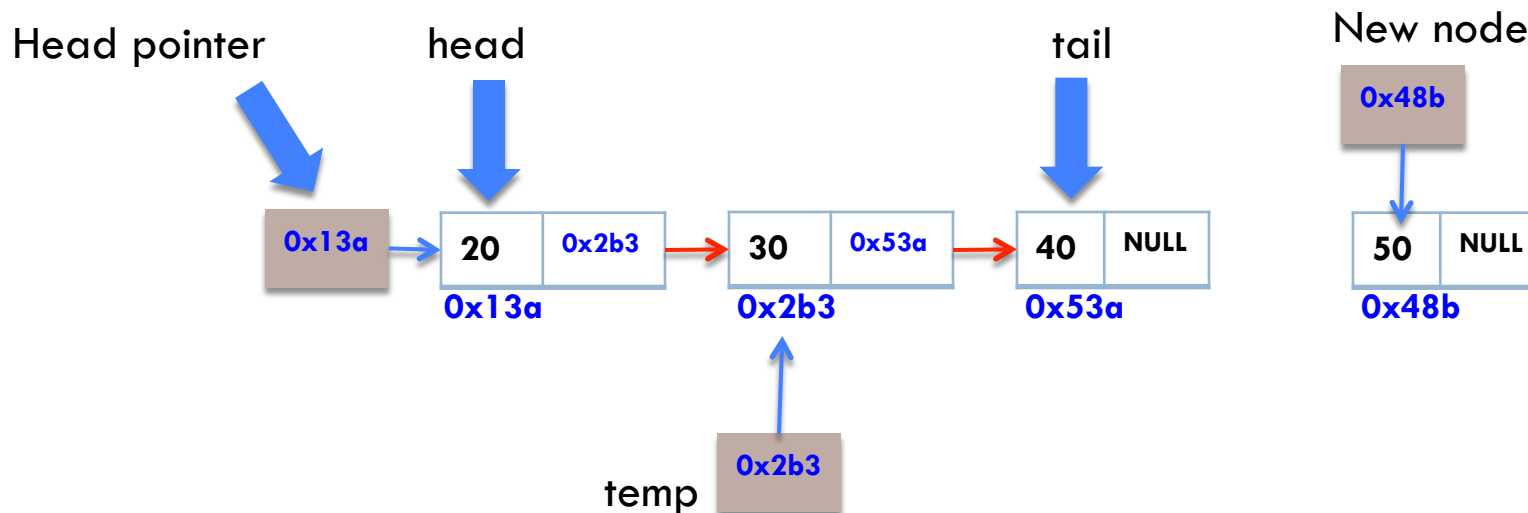 Head pointer
head
tail
New node
0x48b
0x13a
20
0x2b3
30
0x53a
40
NULL
50
NULL
0x13a
0x2b3
0x53a
0x48b
0x2b3
temp